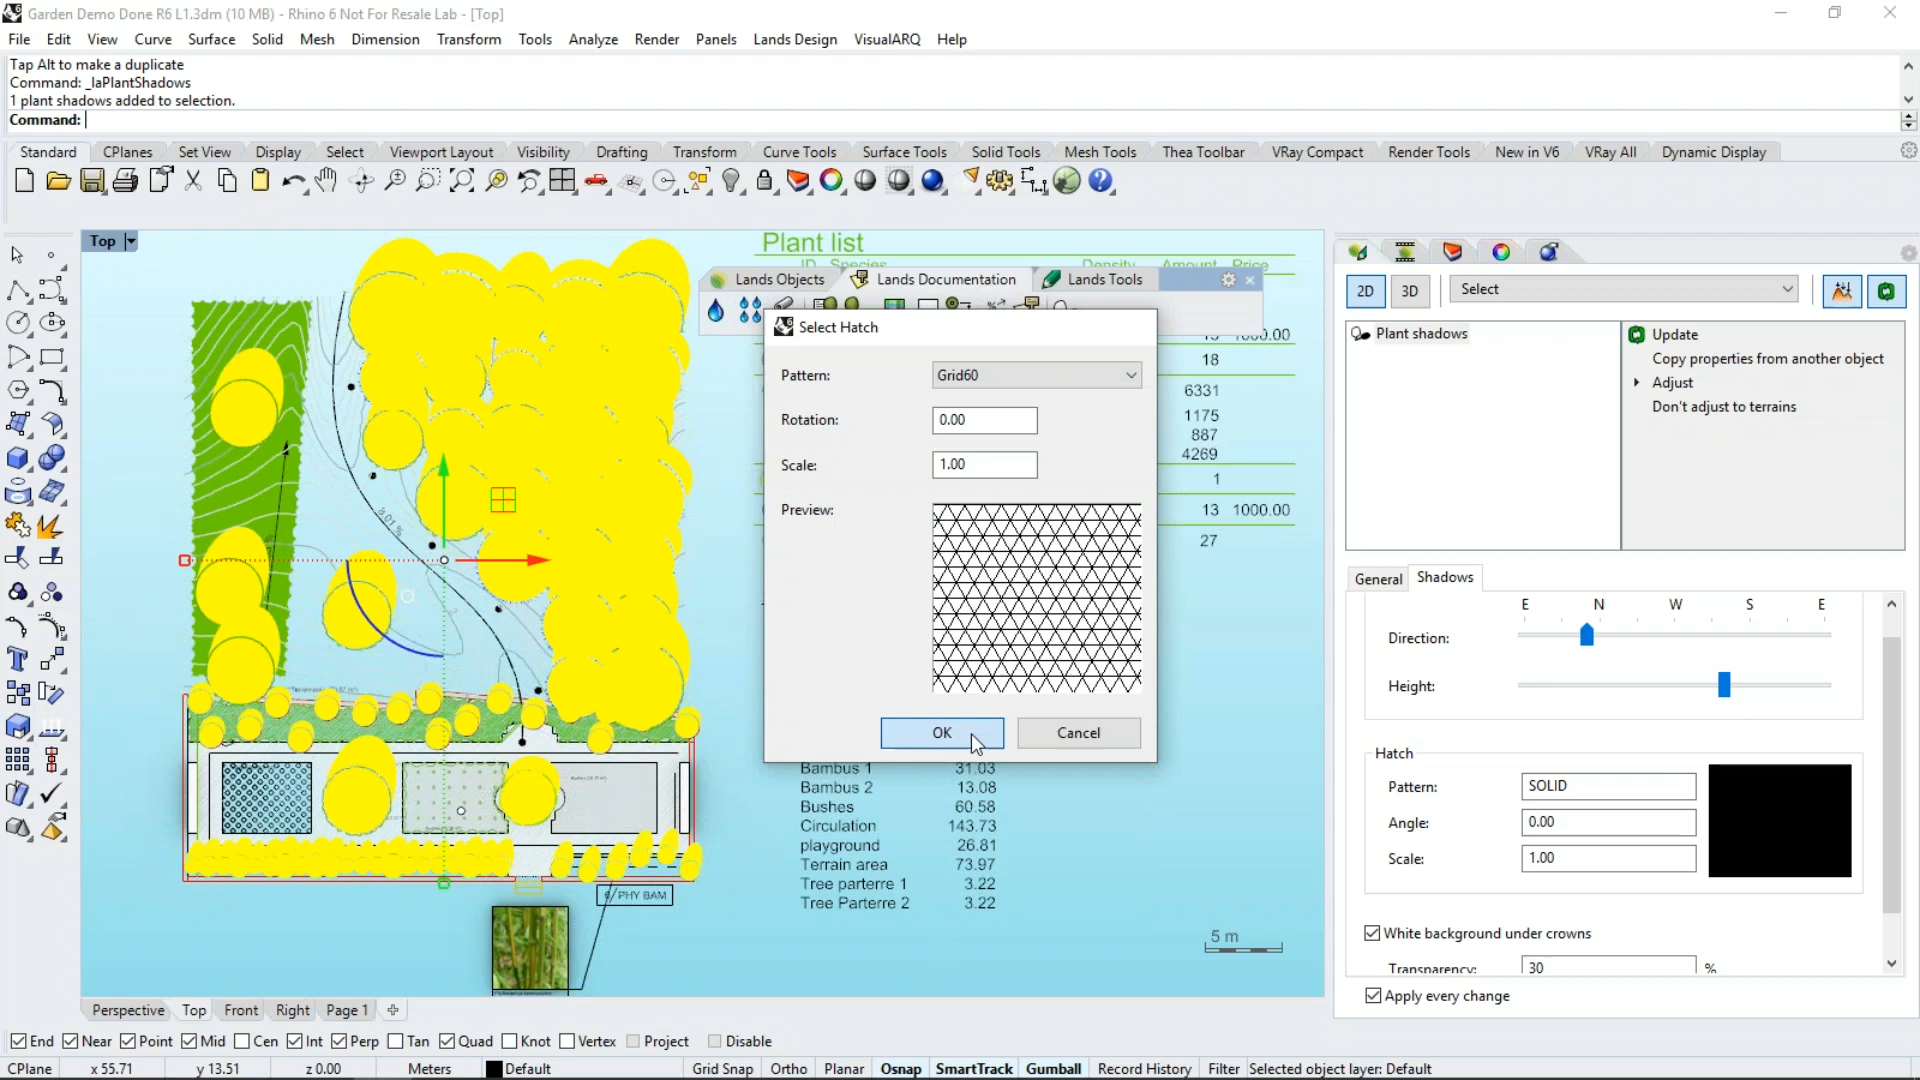 Garden Demo Done R6 L1.3dm (10 MB) - Rhino 6 Not For Resale Lab - [Top]
File Edit View Curve Surface Solid Mesh Dimension Transform Tools Analyze Render Panels Lands Design VisualARQ Help
Tap Alt to make a duplicate
Command: _laPlantShadows
1 plant shadows added to selection.
Command:
Standard CPlanes Set View Display Select Viewport Layout Visibility Drafting Transform Curve Tools Surface Tools Solid Tools Mesh Tools Thea Toolbar VRay Compact Render Tools New in V6 VRay All Dynamic Display
Top
Plant list
ID Species Density Amount Price
Lands Objects Lands Documentation Lands Tools
Select Hatch
Pattern: Grid60
Rotation: 0.00
Scale: 1.00
Preview:
OK Cancel
18
6331
1175
887
4269
1
13 1000.00
27
Bambus 1 31.03
Bambus 2 13.08
Bushes 60.58
Circulation 143.73
playground 26.81
Terrain area 73.97
Tree parterre 1 3.22
Tree Parterre 2 3.22
5 m
6/PHY BAM
2D 3D Select
Plant shadows
Update
Copy properties from another object
Adjust
Don't adjust to terrains
General Shadows
E N W S E
Direction:
Height:
Hatch
Pattern: SOLID
Angle: 0.00
Scale: 1.00
White background under crowns
Transparency: 30 %
Apply every change
Perspective Top Front Right Page 1
End Near Point Mid Cen Int Perp Tan Quad Knot Vertex Project Disable
CPlane x 55.71 y 13.51 z 0.00 Meters Default Grid Snap Ortho Planar Osnap SmartTrack Gumball Record History Filter Selected object layer: Default